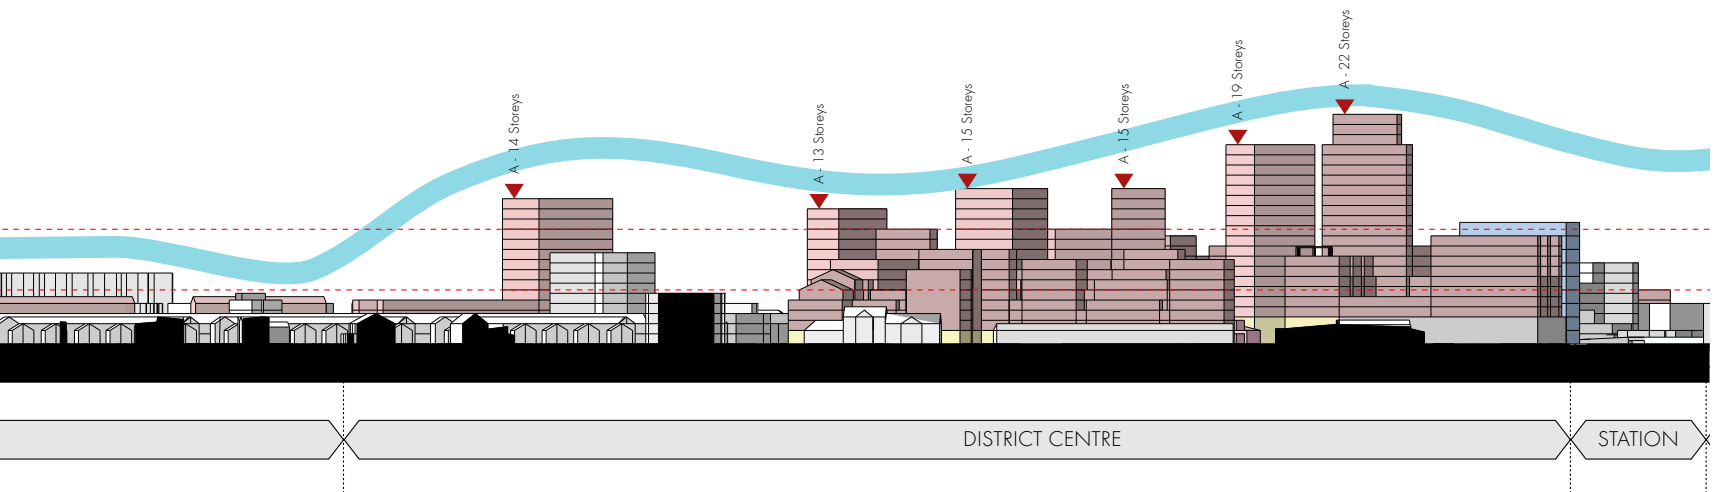 A - 14 Storeys
A - 13 Storeys
A - 15 Storeys
A - 15 Storeys
A - 19 Storeys
A - 22 Storeys
DISTRICT CENTRE
STATION